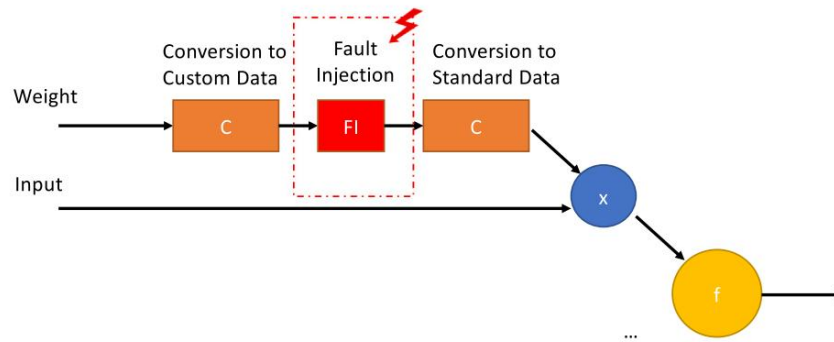 Conversion to
Custom Data
Fault
Injection
Conversion to
Standard Data
Weight
C
FI
C
Input
x
f
...